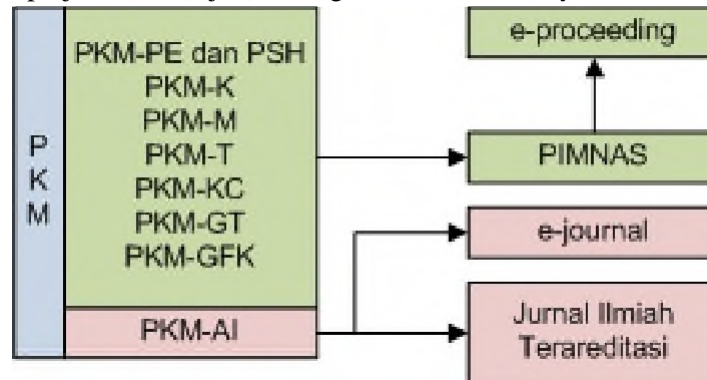 PKM
PKM-PE dan PSH
PKM-K
PKM-M
PKM-T
PKM-KC
PKM-GT
PKM-GFK
PKM-AI
e-proceeding
PIMNAS
e-journal
Jurnal Ilmiah
Terareditasi